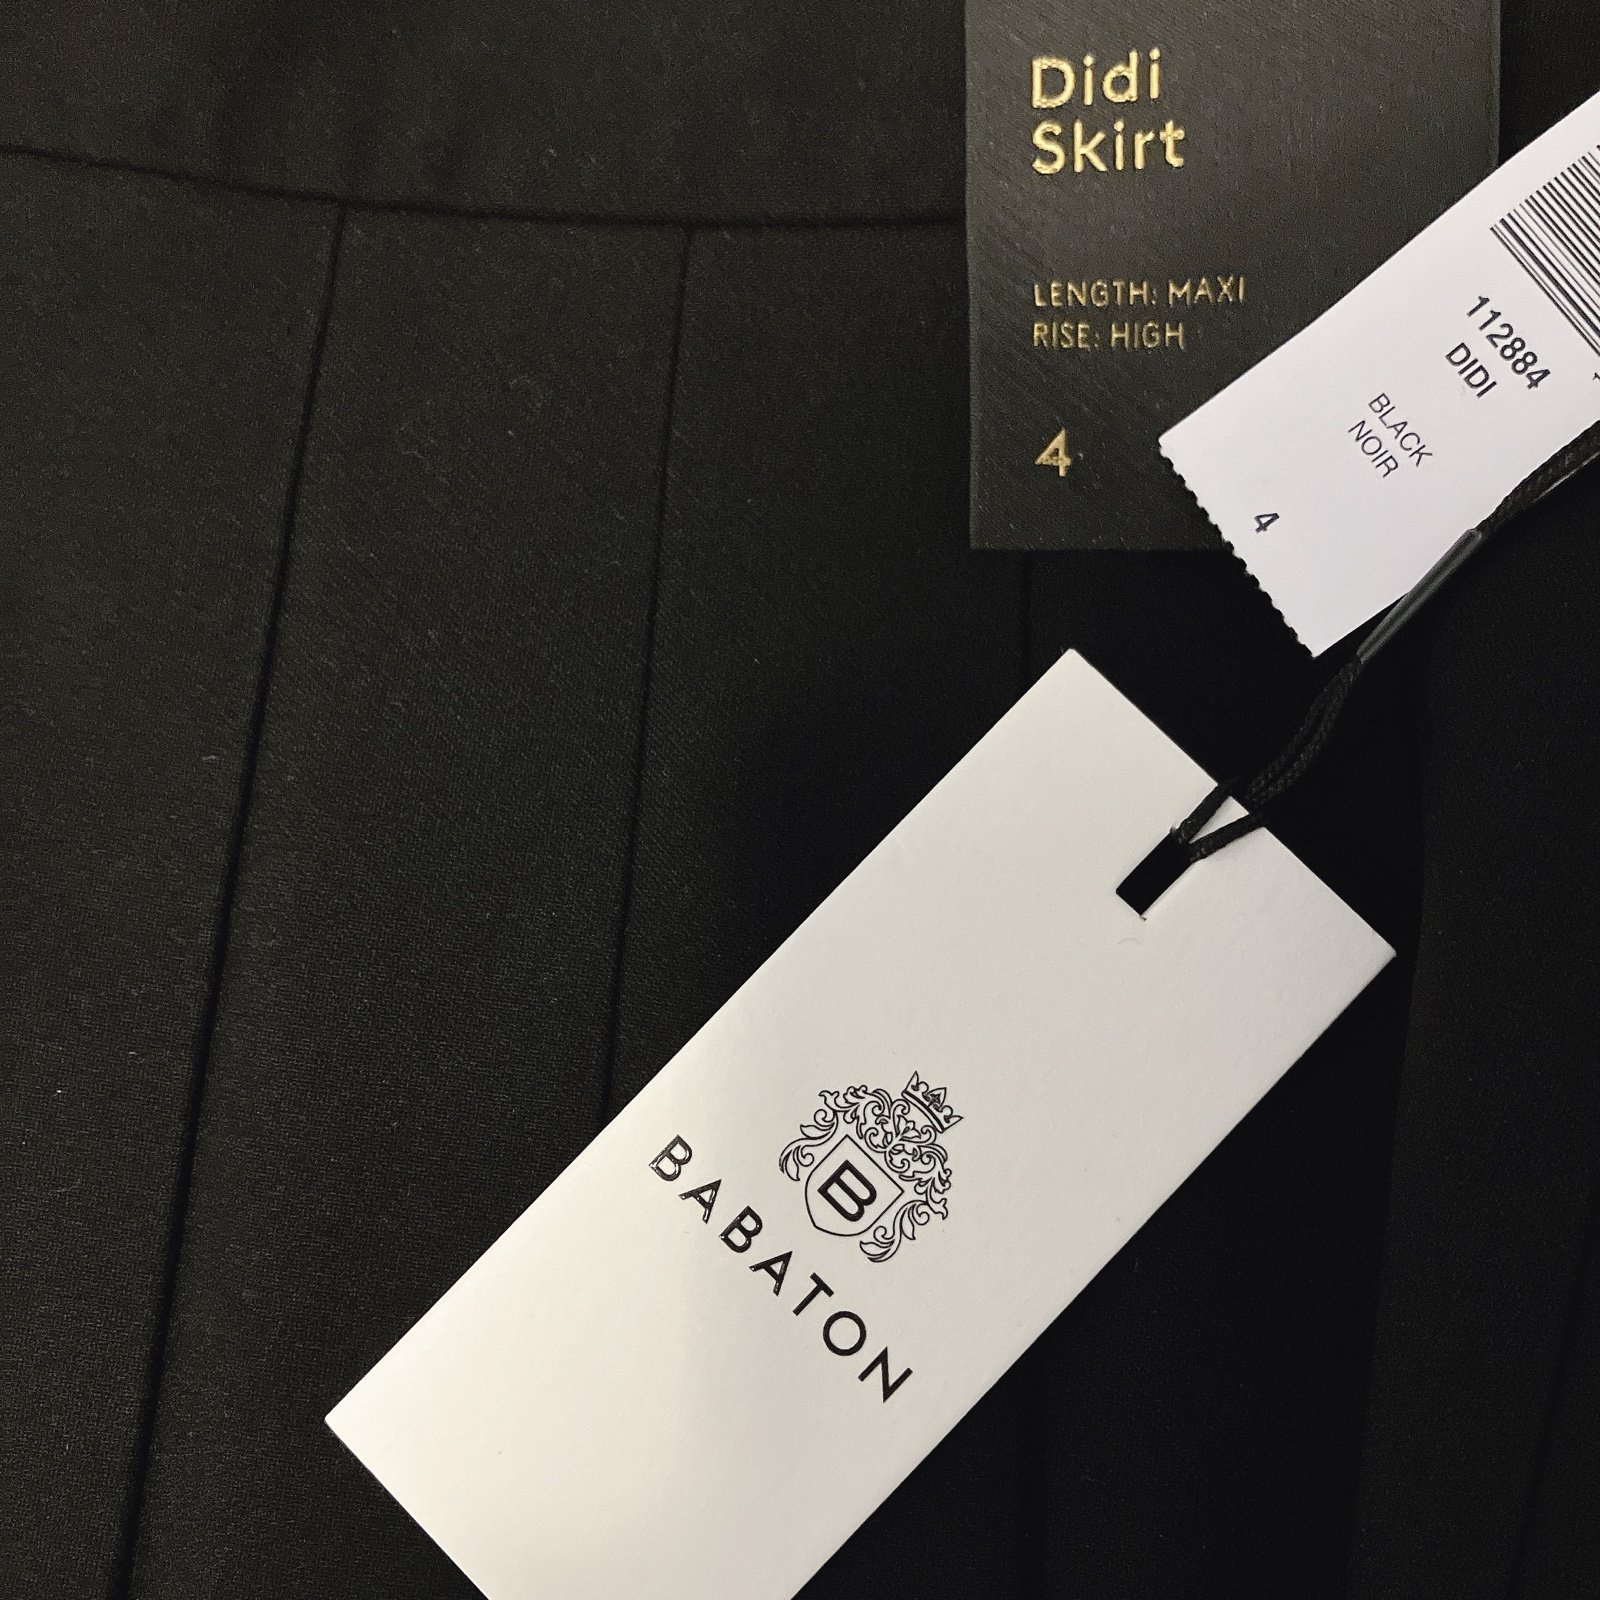 Didi
Skirt
LENGTH: MAXI
RISE: HIGH
4
112884
DIDI
BLACK
NOIR
4
B
BABATON